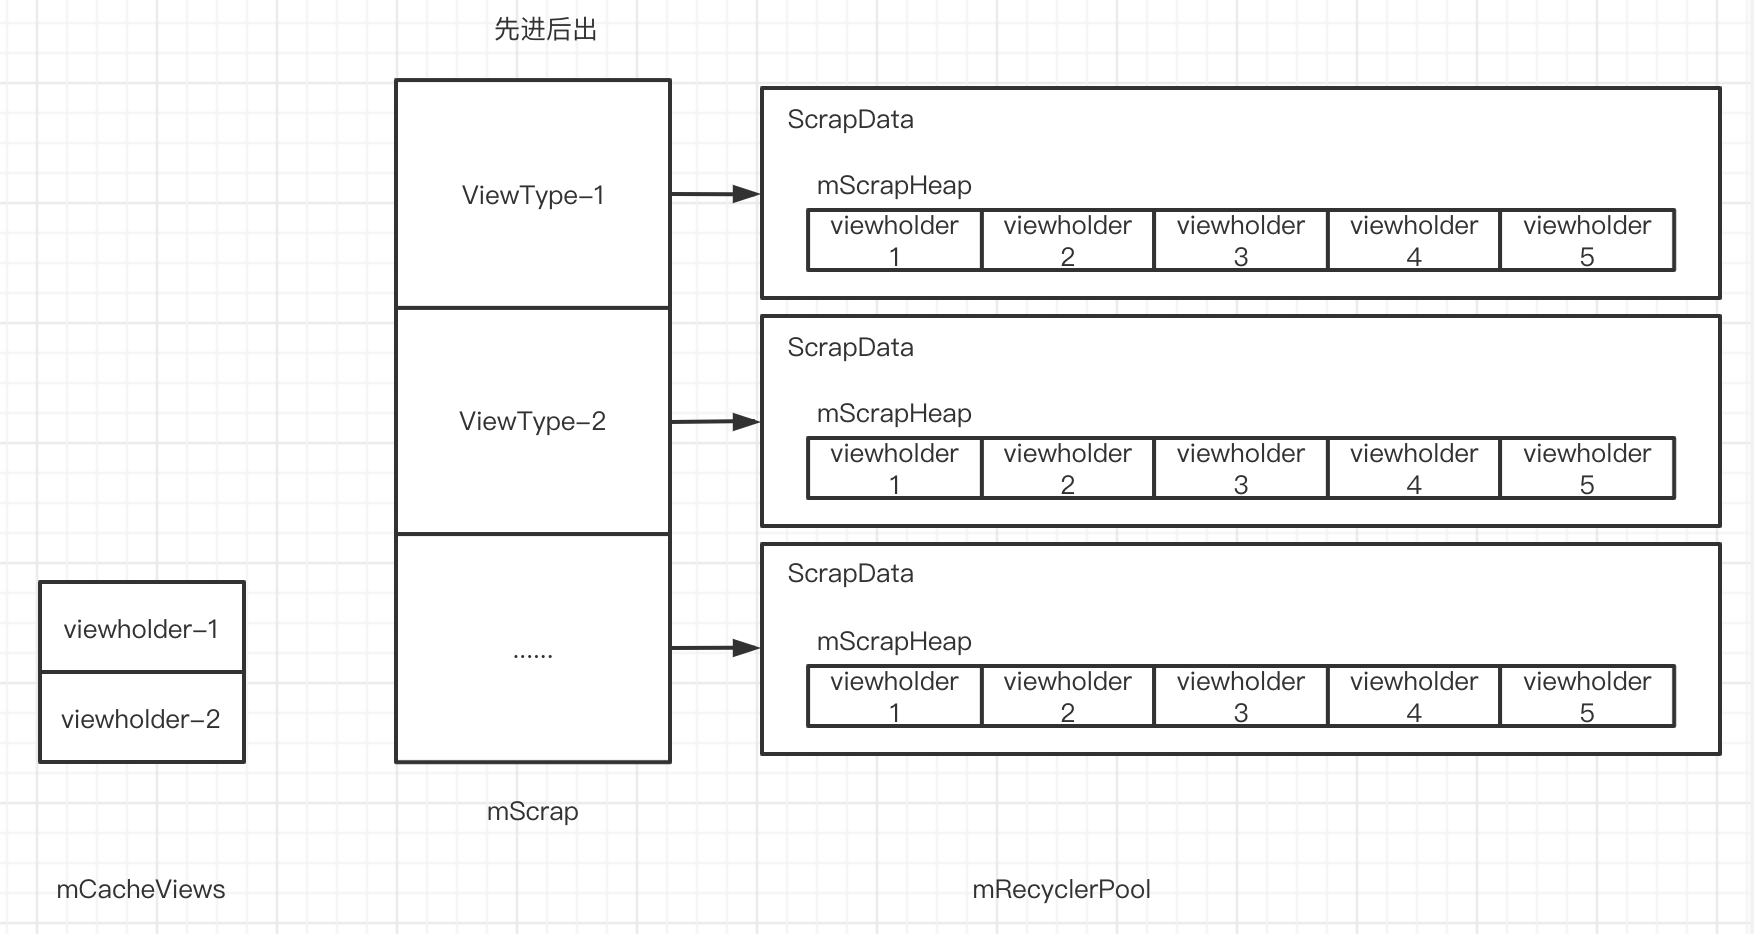 先进后出
ViewType-1
ScrapData
mScrapHeap
viewholder
1
viewholder
2
viewholder
3
viewholder
4
viewholder
5
ViewType-2
ScrapData
mScrapHeap
viewholder
1
viewholder
2
viewholder
3
viewholder
4
viewholder
5
......
ScrapData
mScrapHeap
viewholder
1
viewholder
2
viewholder
3
viewholder
4
viewholder
5
viewholder-1
viewholder-2
mScrap
mCacheViews
mRecyclerPool